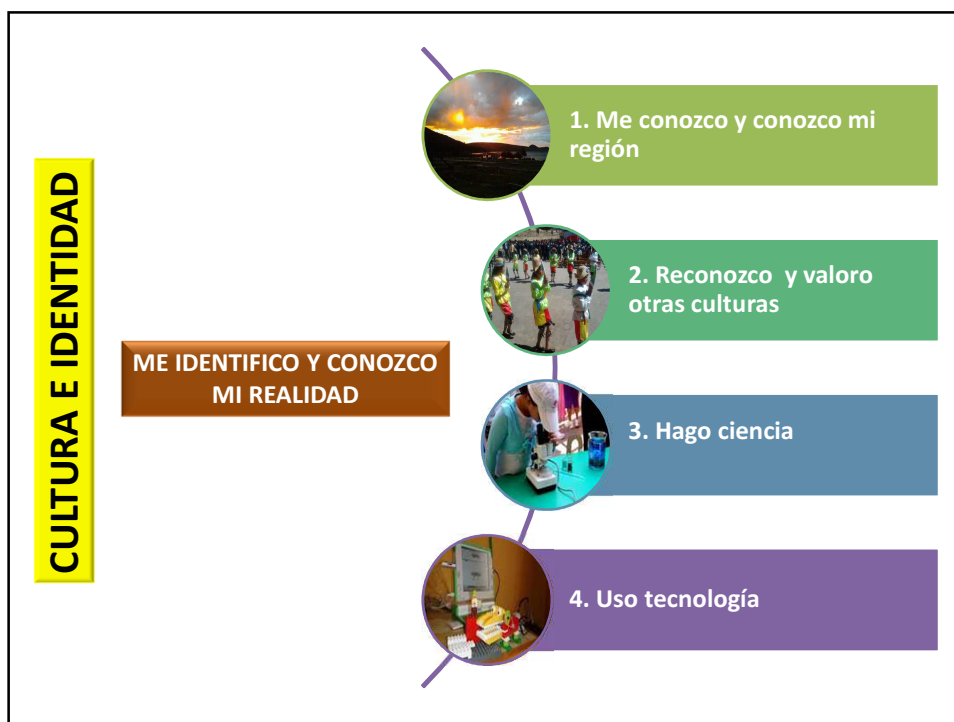 CULTURA E IDENTIDAD
ME IDENTIFICO Y CONOZCO
MI REALIDAD
1. Me conozco y conozco mi
región
2. Reconozco y valoro
otras culturas
3. Hago ciencia
4. Uso tecnología